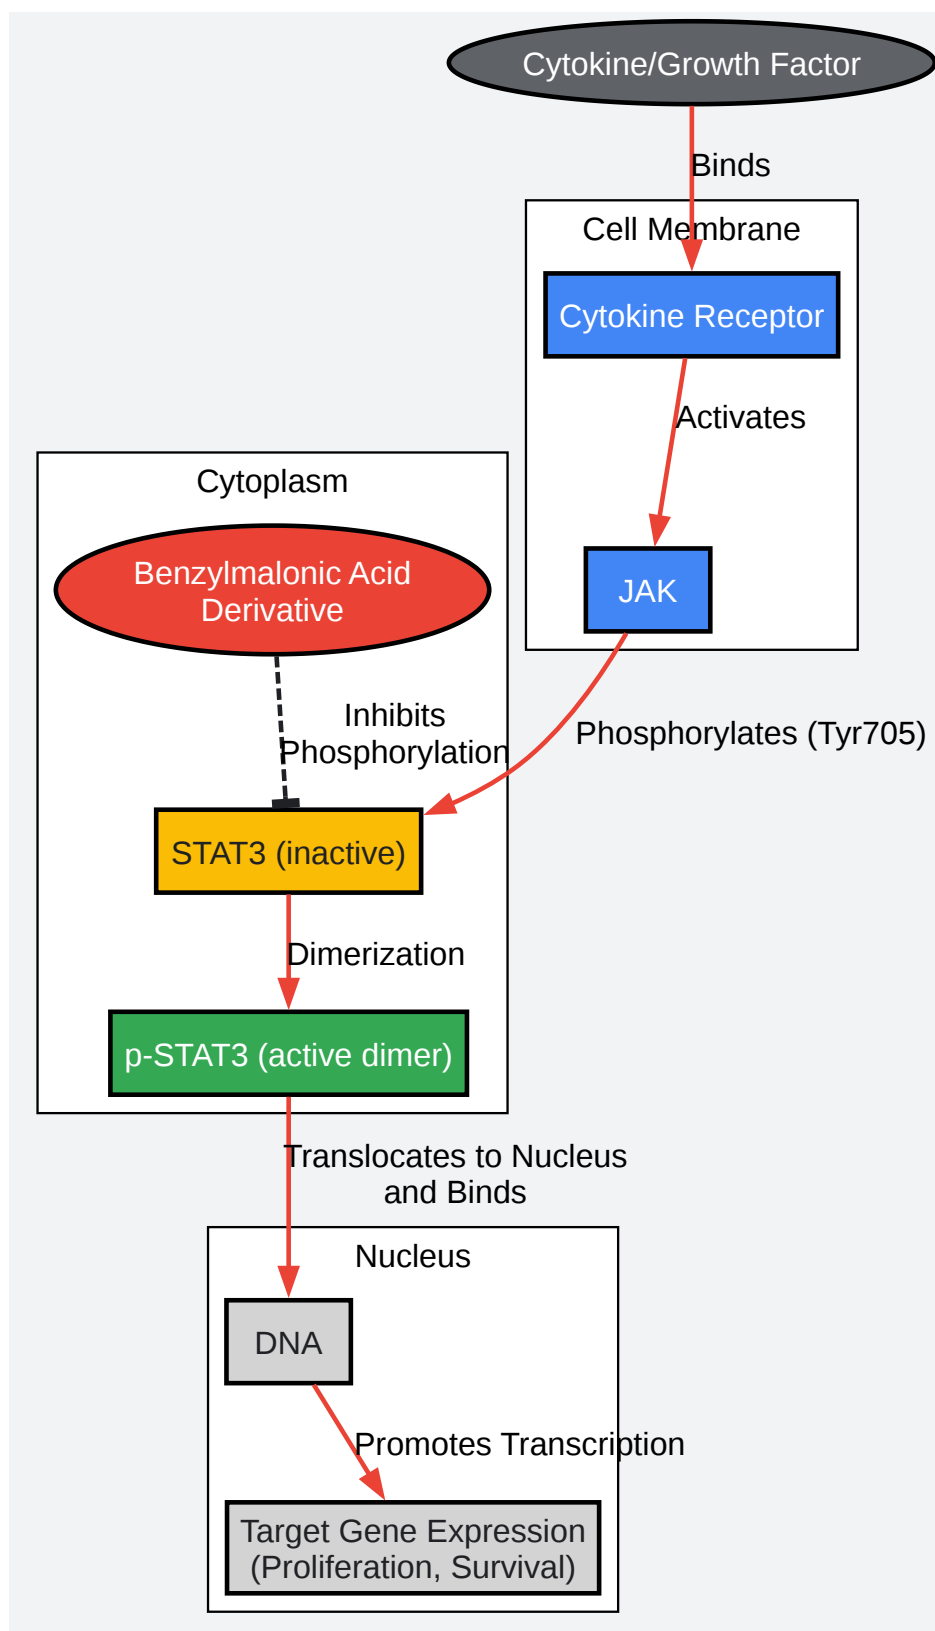 Cytokine/Growth Factor
Binds
Cell Membrane
Cytokine Receptor
Activates
Cytoplasm
Benzylmalonic Acid
Derivative
JAK
Inhibits
Phosphorylation
Phosphorylates (Tyr705)
STAT3 (inactive)
Dimerization
p-STAT3 (active dimer)
Translocates to Nucleus
and Binds
Nucleus
DNA
Promotes Transcription
Target Gene Expression
(Proliferation, Survival)